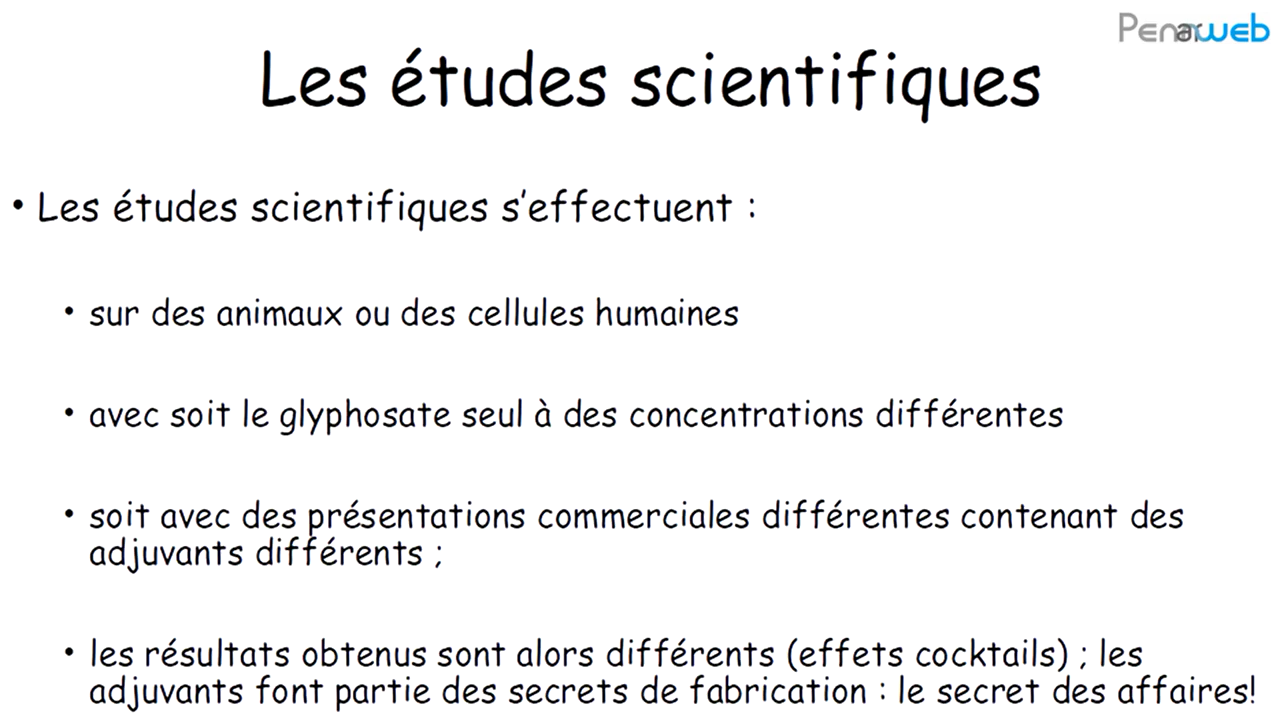 Penarweb
Les études scientifiques
• Les études scientifiques s'effectuent :
• sur des animaux ou des cellules humaines
• avec soit le glyphosate seul à des concentrations différentes
• soit avec des présentations commerciales différentes contenant des
adjuvants différents ;
• les résultats obtenus sont alors différents (effets cocktails) ; les
adjuvants font partie des secrets de fabrication : le secret des affaires!